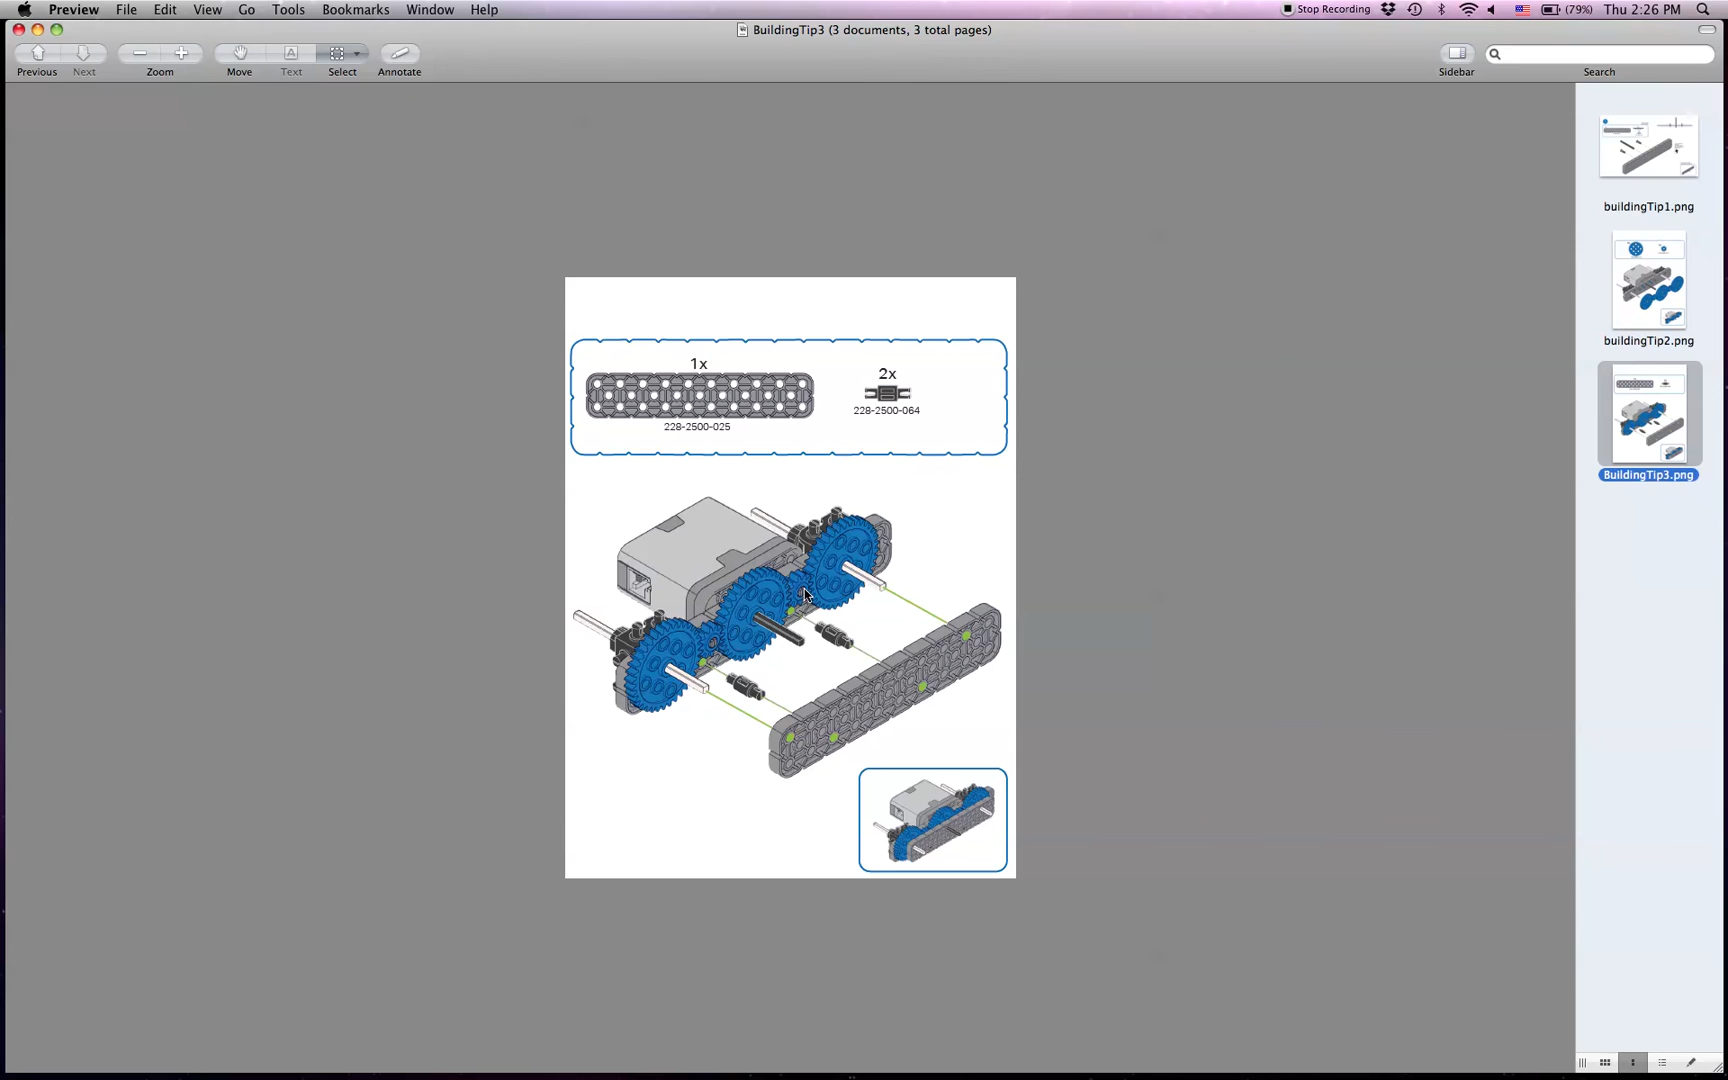 Preview File Edit View Go Tools Bookmarks Window Help Stop Recording (79%) Thu 2:26 PM
BuildingTip3 (3 documents, 3 total pages)
Previous Next Zoom Move Text Select Annotate Sidebar Search
A
1x
2x
228-2500-064
228-2500-025
buildingTip1.png
buildingTip2.png
BuildingTip3.png